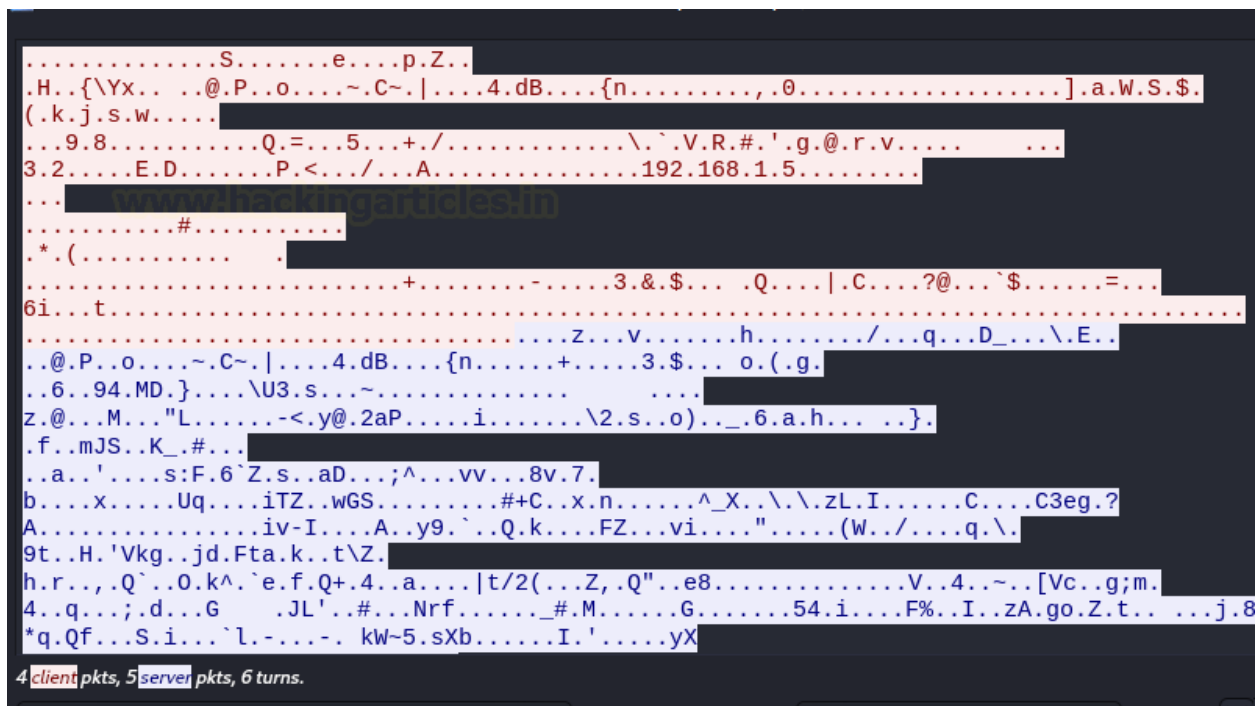 ..............S.......e....p.Z..
.H..{\Yx.. ..@.P..o....~.C~.|....4.dB....{n.........,.0...................].a.W.S.$.
(.k.j.s.w.....
...9.8...........Q.=...5...+./.............\.`.V.R.#.'.g.@.r.v..... ...
3.2.....E.D.......P.<.../...A...............192.168.1.5.........
...
www.hackingarticles.in
...........#...........
.*.(........... .
...............................+.........-.....3.&.$... .Q....|.C....?@...`$......=...
6i...t....................................................................................
........................................z...v.......h......../...q...D_...\.E..
..@.P..o....~.C~.|....4.dB....{n......+.....3.$... o.(.g.
..6..94.MD.}....\U3.s...~.............. ....
z.@...M..."L......-<.y@.2aP.....i.......\2.s..o).._.6.a.h... ..}.
.f..mJS..K_.#...
..a..'....s:F.6`Z.s..aD...;^...vv...8v.7.
b....x.....Uq....iTZ..wGS.........#+C..x.n......^_X..\.\.zL.I......C....C3eg.?
A................iv-I....A..y9.`..Q.k....FZ...vi....".....(W../....q.\.
9t..H.'Vkg..jd.Fta.k..t\Z.
h.r..,.Q`..O.k^.`e.f.Q+.4..a....|t/2(...Z,.Q"..e8..............V..4..~..[Vc..g;m.
4..q...;.d...G .JL'..#...Nrf......_#.M......G.......54.i....F%..I..zA.go.Z.t.. ...j.8
*q.Qf...S.i...`l.-...-. kW~5.sXb......I.'.....yX
4 client pkts, 5 server pkts, 6 turns.